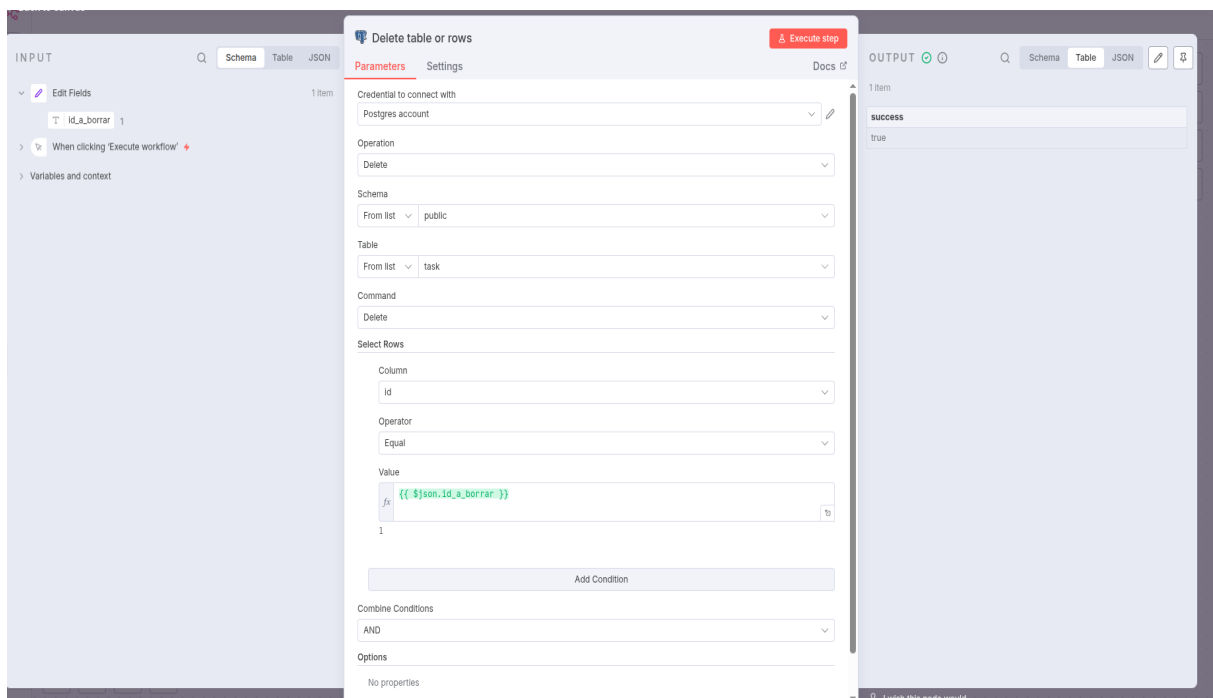 INPUT
Schema Table JSON
Edit Fields 1 item
T id_a_borrar 1
When clicking 'Execute workflow'
Variables and context
Delete table or rows
Execute step
Parameters Settings Docs
Credential to connect with
Postgres account
Operation
Delete
Schema
From list public
Table
From list task
Command
Delete
Select Rows
Column
id
Operator
Equal
Value
fx {{ $json.id_a_borrar }}
1
Add Condition
Combine Conditions
AND
Options
No properties
OUTPUT
Schema Table JSON
1 item
success
true
I wish this node would